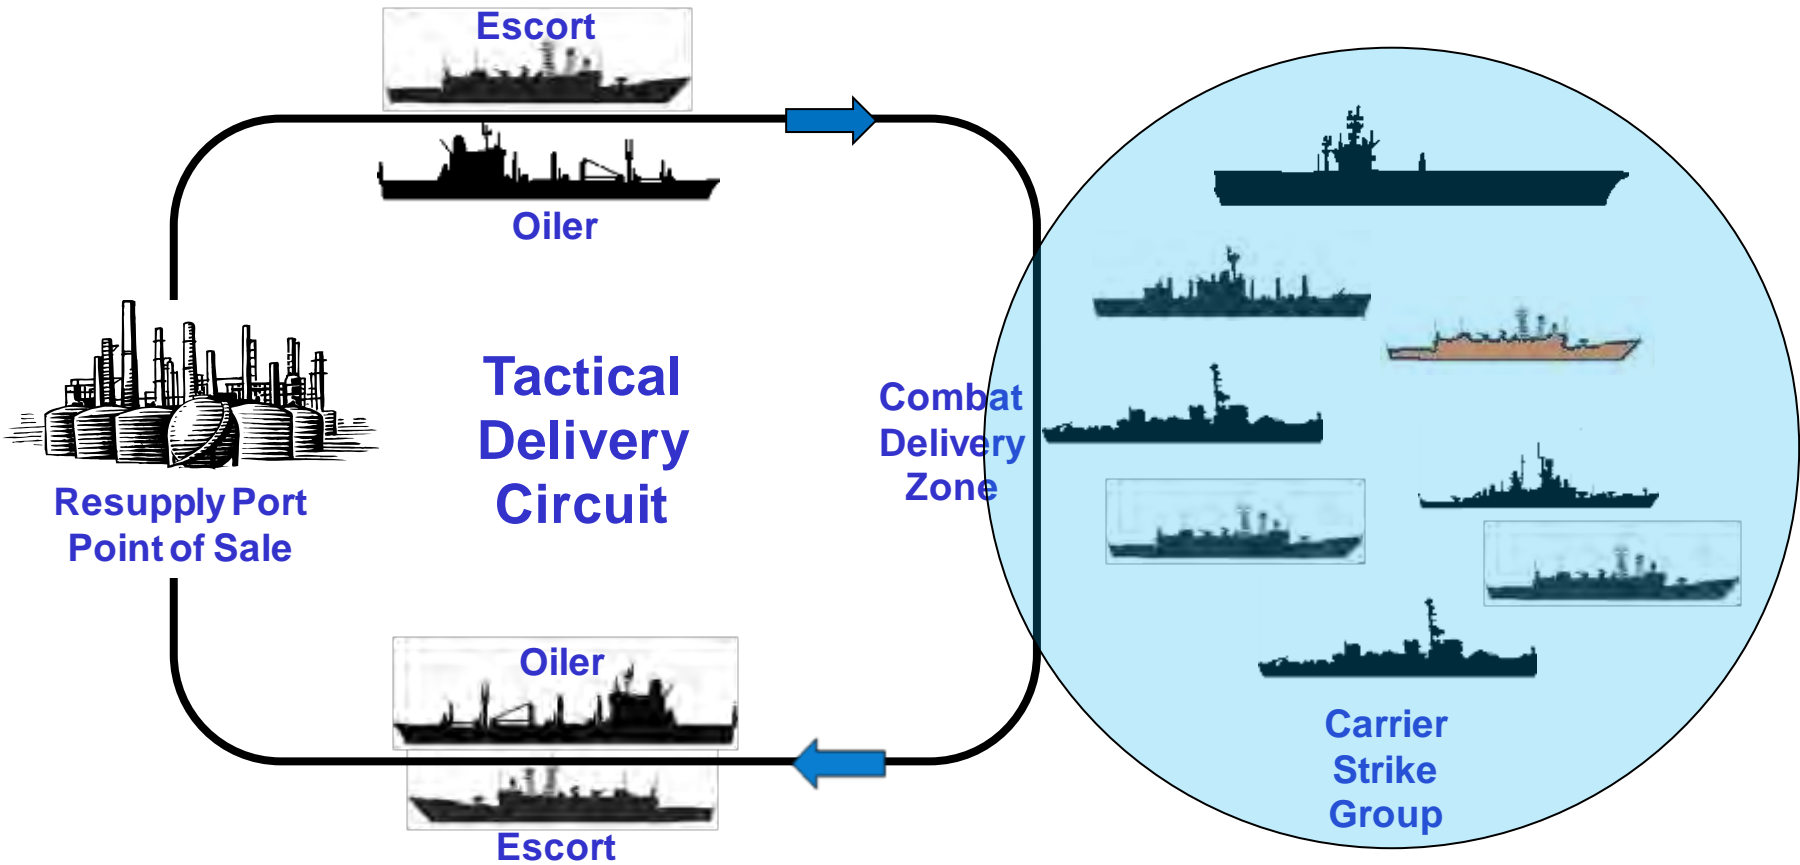 Escort
Oiler
Tactical
Delivery
Circuit
Combat
Delivery
Zone
Resupply Port
Point of Sale
Oiler
Escort
Carrier
Strike
Group